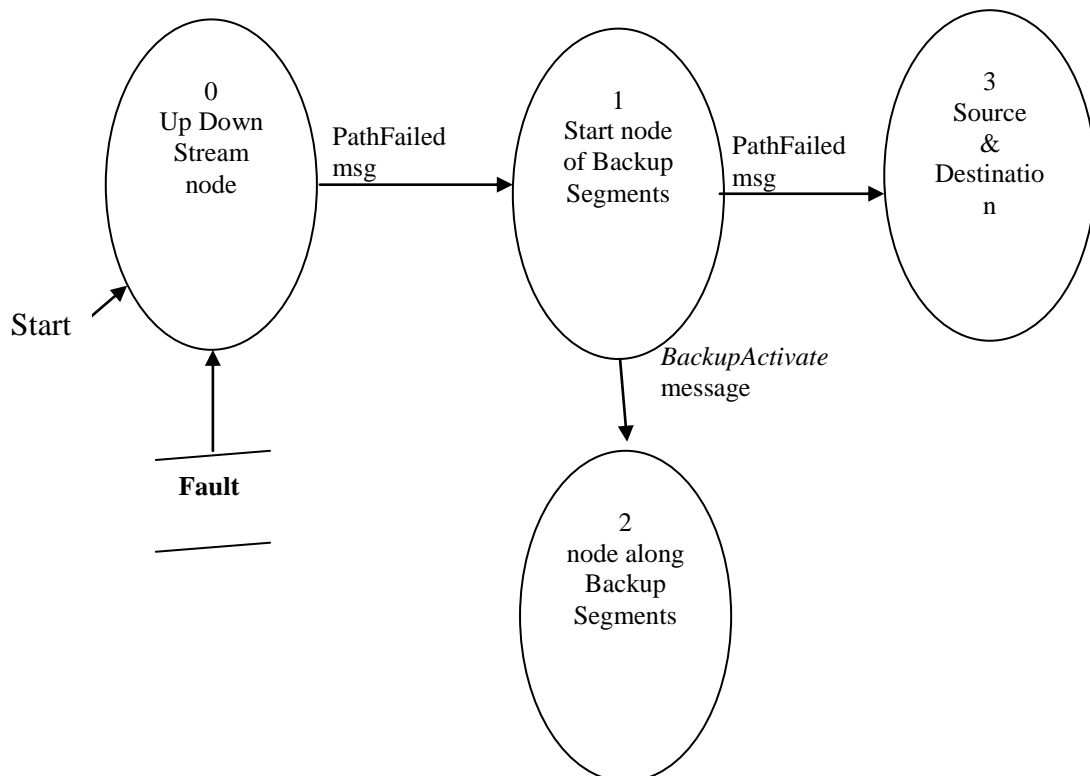 0
Up Down
Stream
node
PathFailed
msg
1
Start node
of Backup
Segments
PathFailed
msg
3
Source
&
Destinatio
n
Start
BackupActivate
message
Fault
2
node along
Backup
Segments